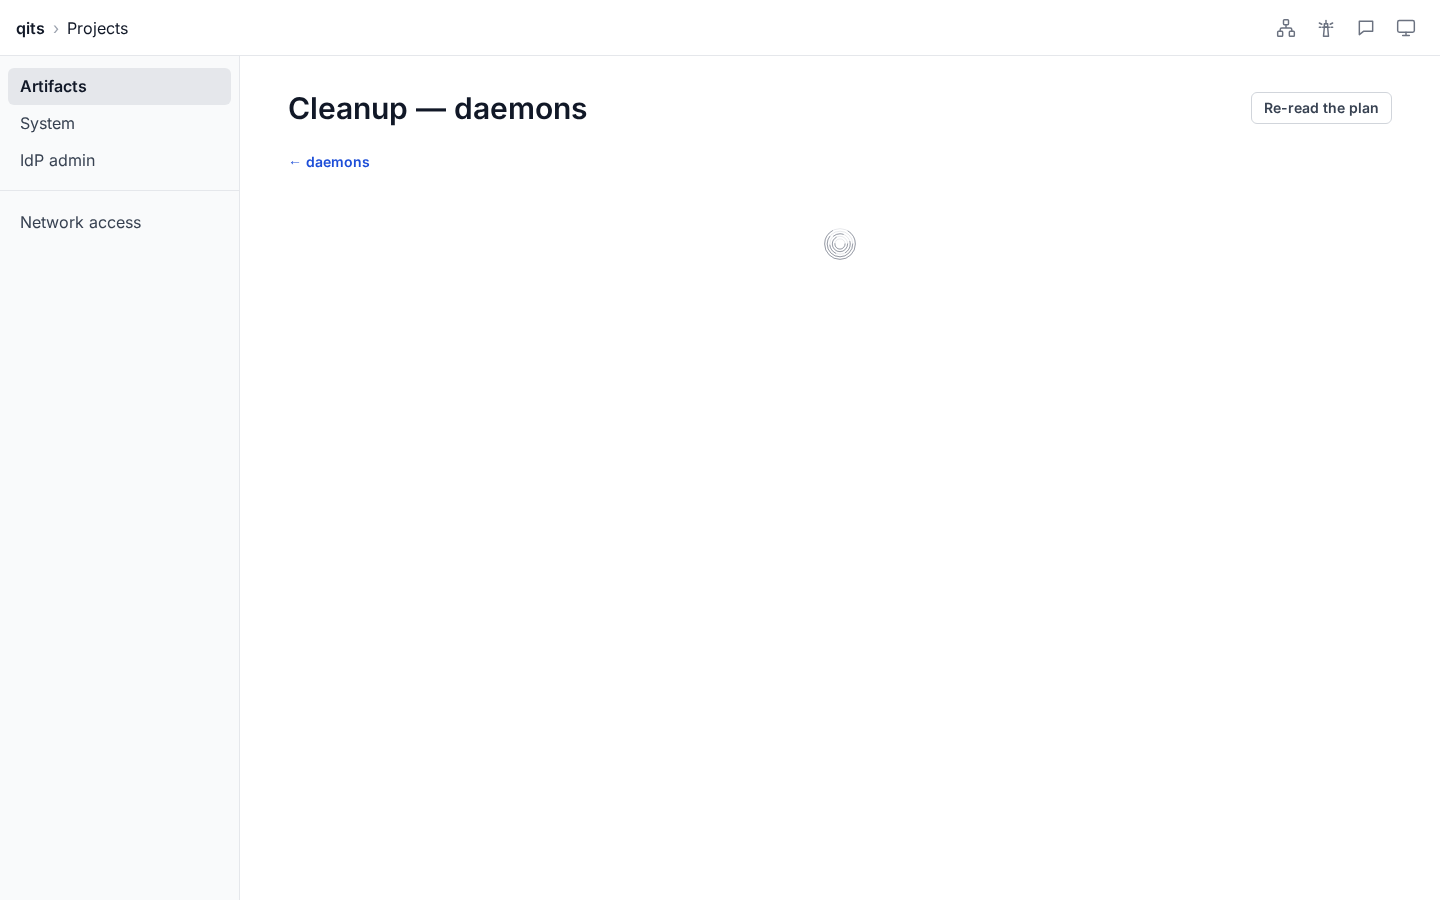 qits › Projects
Artifacts
System
IdP admin
Network access
Cleanup — daemons
Re-read the plan
← daemons